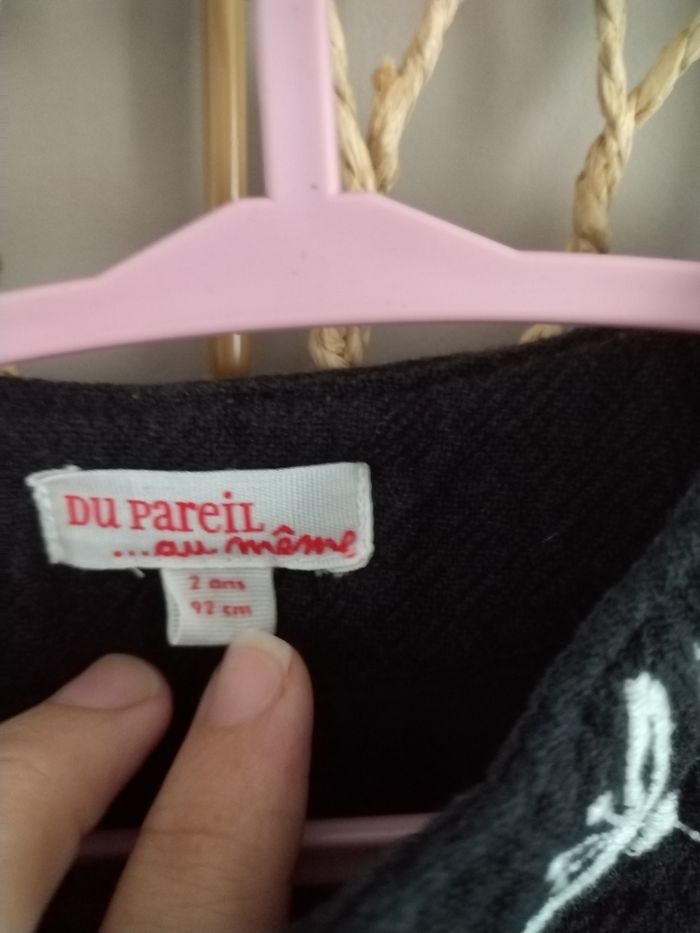 DU PAREIL
...au même
2 ans
92 cm